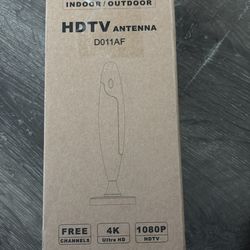 INDOOR / OUTDOOR
HDTV ANTENNA
D011AF
FREE 4K 1080P
CHANNELS Ultra HD HDTV